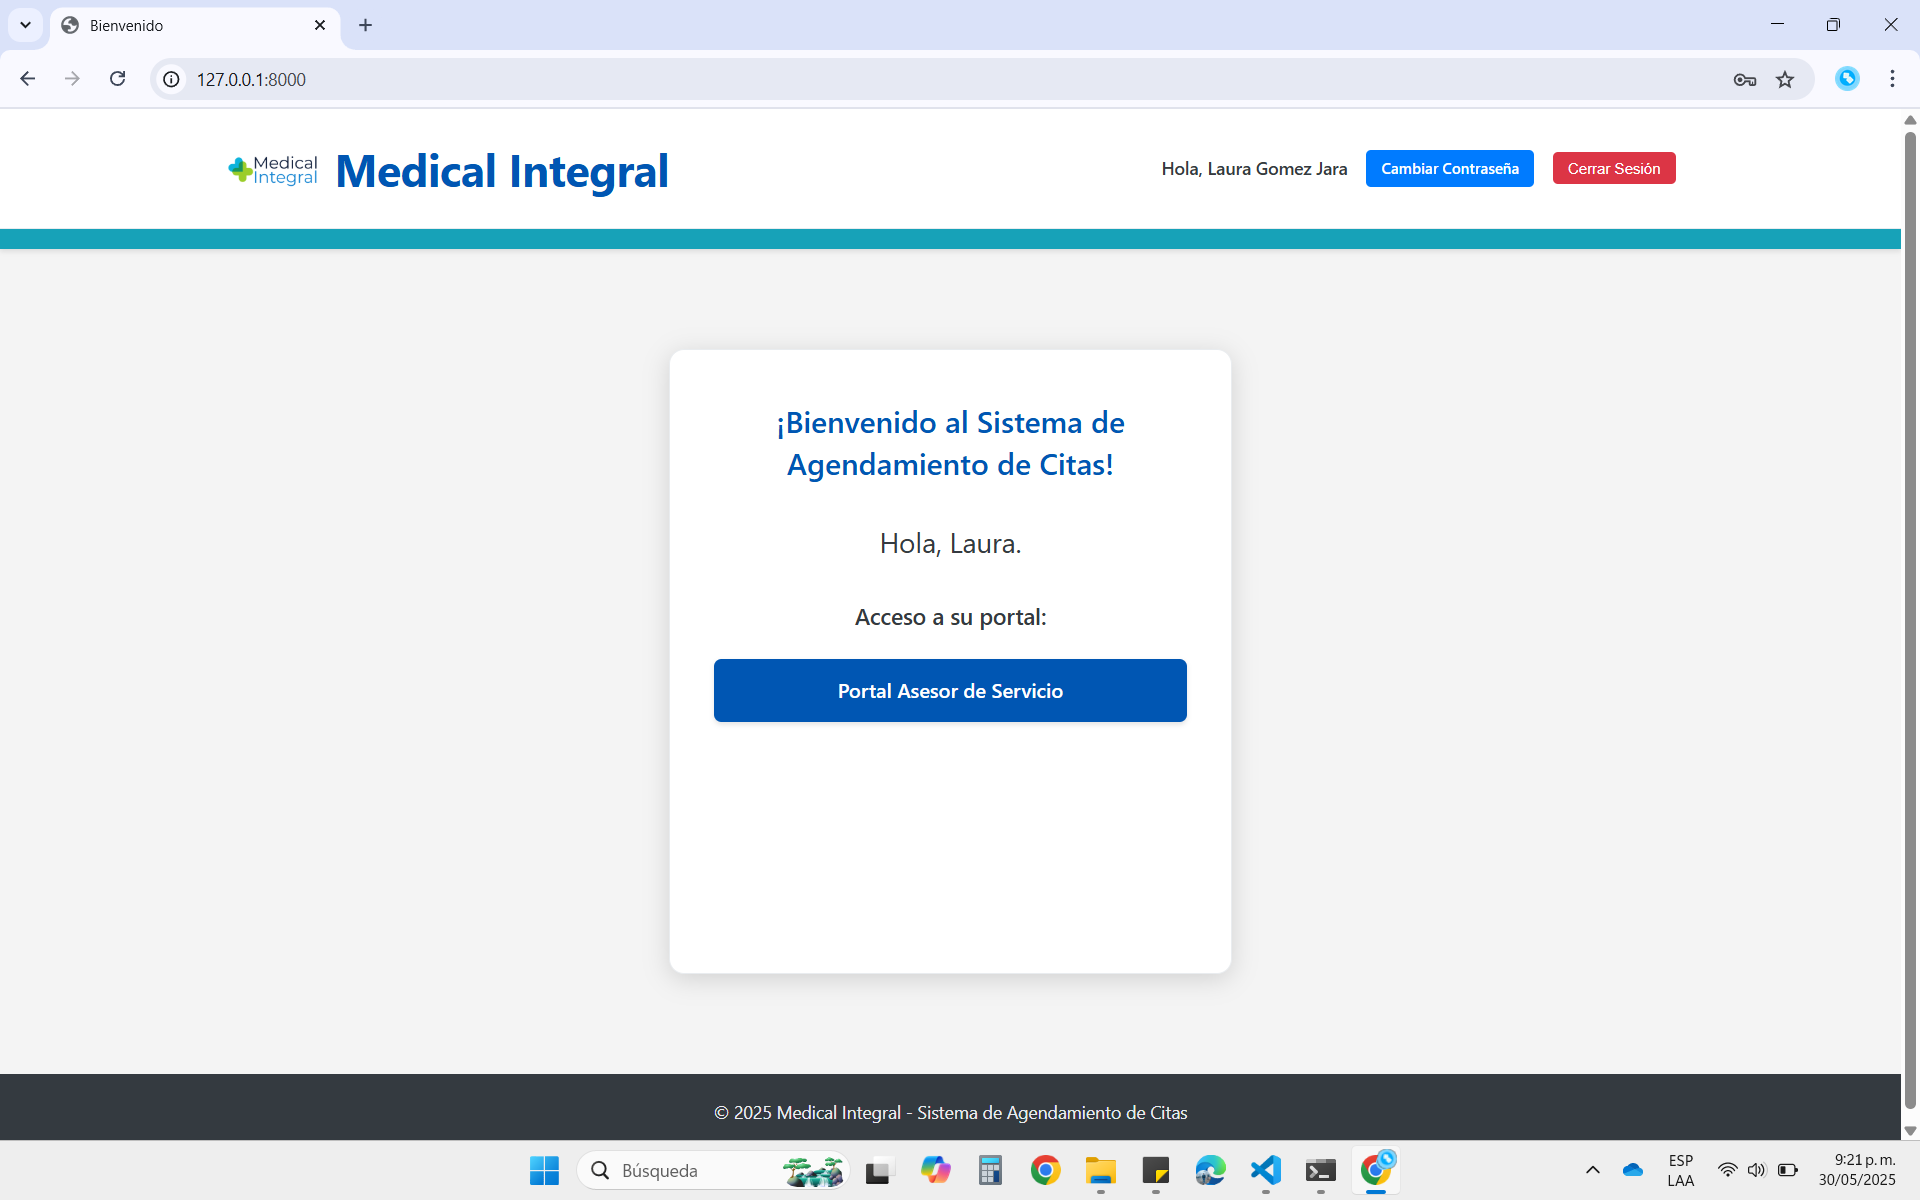 Bienvenido
127.0.0.1:8000
Medical
Integral
Medical Integral
Hola, Laura Gomez Jara
Cambiar Contraseña
Cerrar Sesión
¡Bienvenido al Sistema de
Agendamiento de Citas!
Hola, Laura.
Acceso a su portal:
Portal Asesor de Servicio
© 2025 Medical Integral - Sistema de Agendamiento de Citas
Búsqueda
ESP
LAA
9:21 p. m.
30/05/2025